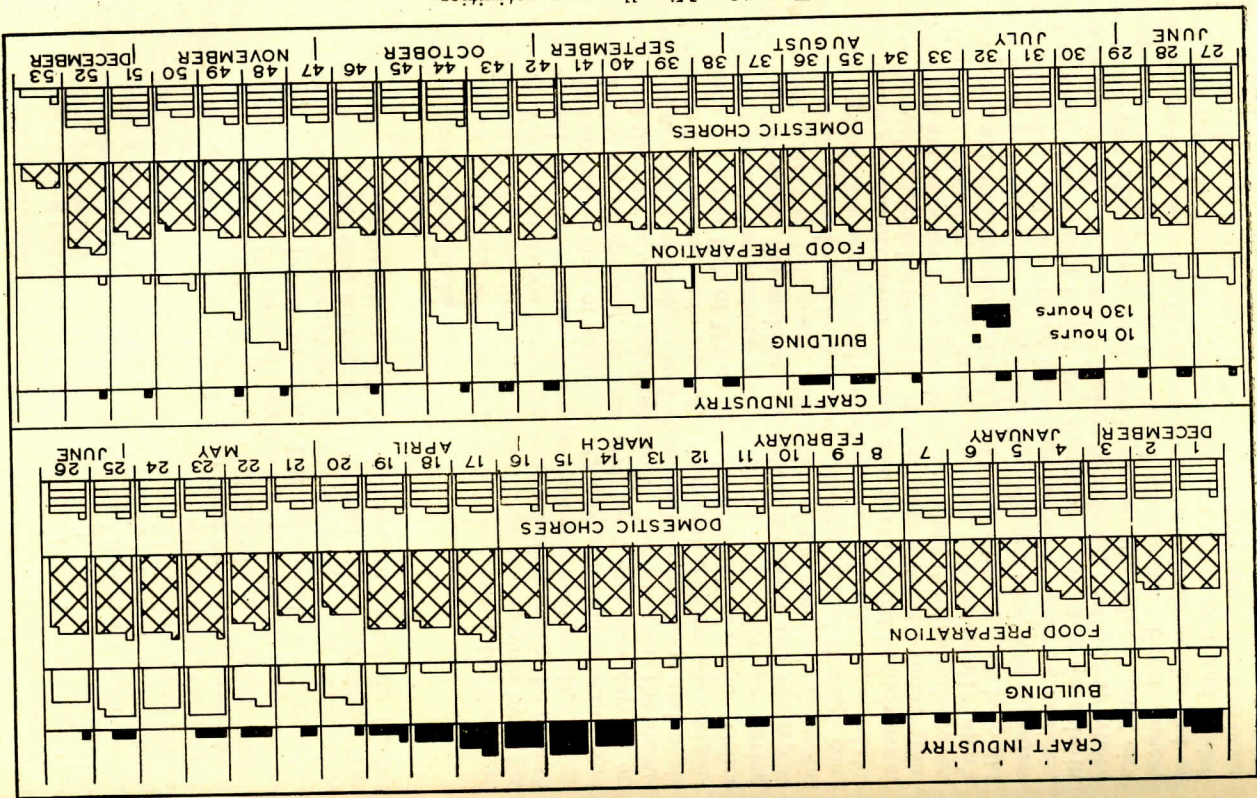 CRAFT INDUSTRY
BUILDING
FOOD PREPARATION
DOMESTIC CHORES
1 2 3 4 5 6 7 8 9 10 11 12 13 14 15 16 17 18 19 20 21 22 23 24 25 26
DECEMBER JANUARY FEBRUARY MARCH APRIL MAY JUNE
CRAFT INDUSTRY
BUILDING
10 hours
130 hours
FOOD PREPARATION
DOMESTIC CHORES
27 28 29 30 31 32 33 34 35 36 37 38 39 40 41 42 43 44 45 46 47 48 49 50 51 52 53
JUNE JULY AUGUST SEPTEMBER OCTOBER NOVEMBER DECEMBER